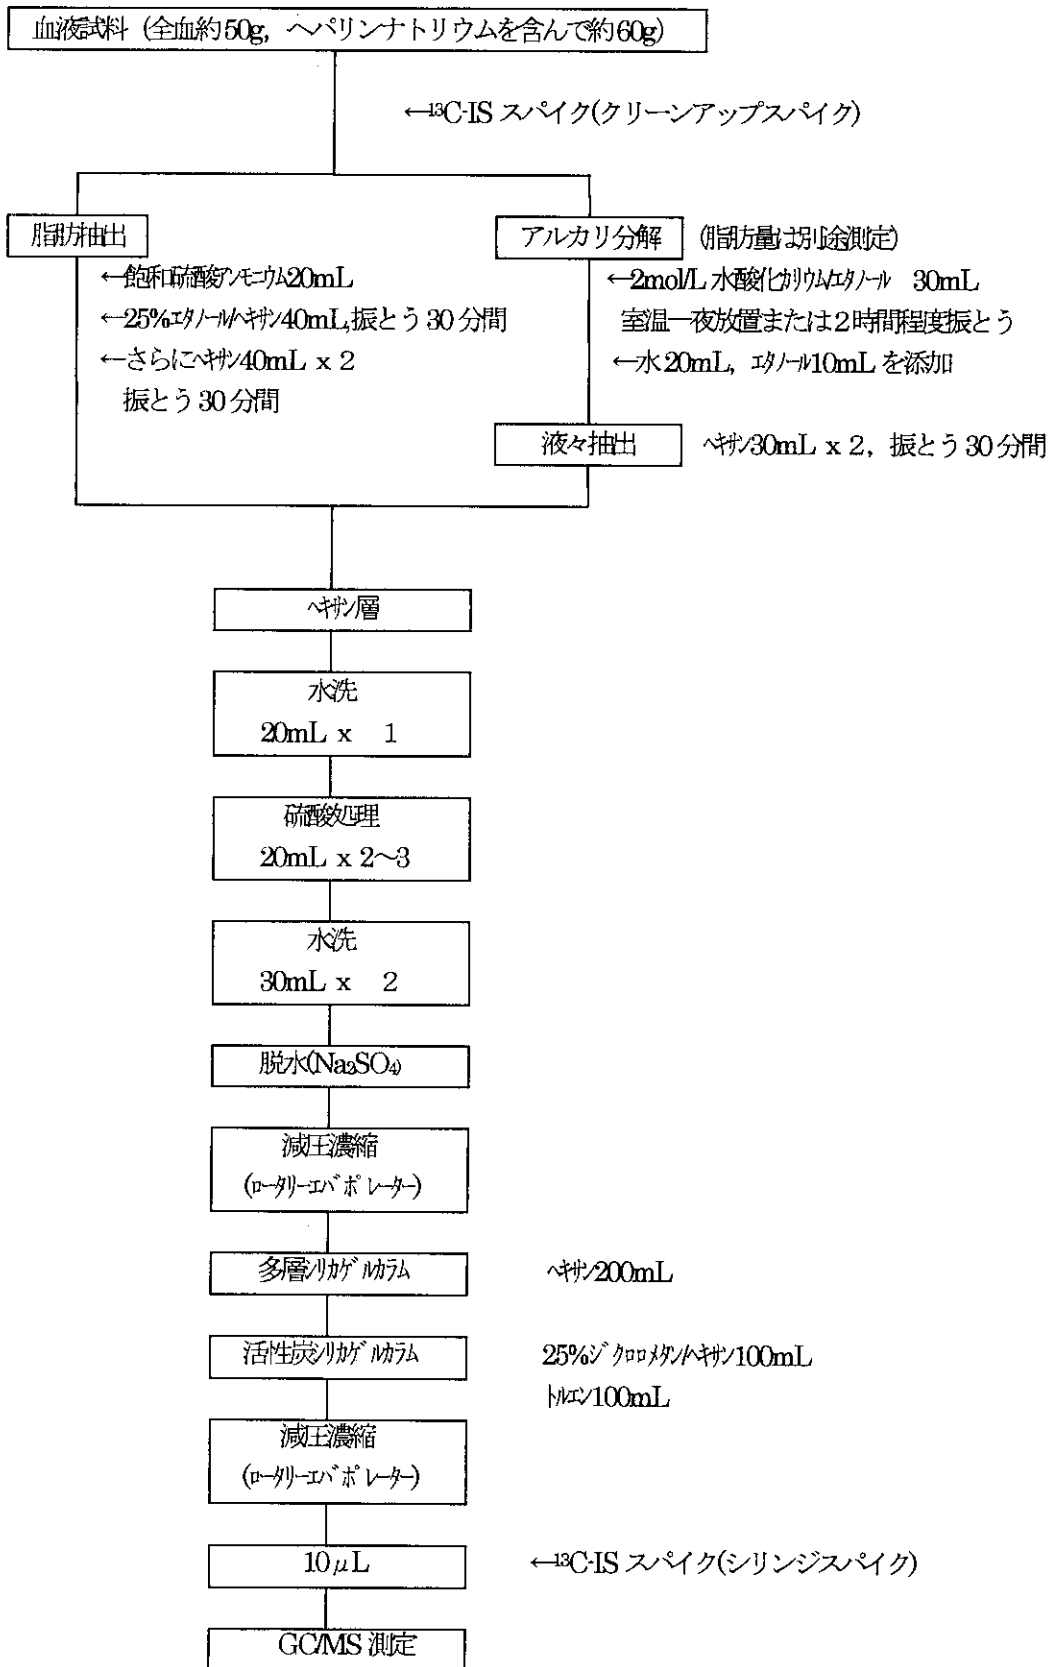 血液試料（全血約50g，ヘパリンナトリウムを含んで約60g）
←¹³C-IS スパイク(クリーンアップスパイク)
脂肪抽出
←飽和硫酸アンモニウム20mL
←25%エタノール/ヘキサン40mL,振とう30分間
←さらにヘキサン40mL x 2
振とう30分間
アルカリ分解 (脂肪量は別途測定)
←2mol/L 水酸化カリウム/エタノール 30mL
室温一夜放置または2時間程度振とう
←水20mL，エタノール10mLを添加
液々抽出 ヘキサン30mL x 2，振とう30分間
ヘキサン層
水洗
20mL x 1
硫酸処理
20mL x 2～3
水洗
30mL x 2
脱水(Na₂SO₄)
減圧濃縮
(ロータリーエバポレーター)
多層シリカゲルカラム ヘキサン200mL
活性炭シリカゲルカラム 25%ジクロロメタン/ヘキサン100mL
トルエン100mL
減圧濃縮
(ロータリーエバポレーター)
10μL ←¹³C-IS スパイク(シリンジスパイク)
GC/MS 測定